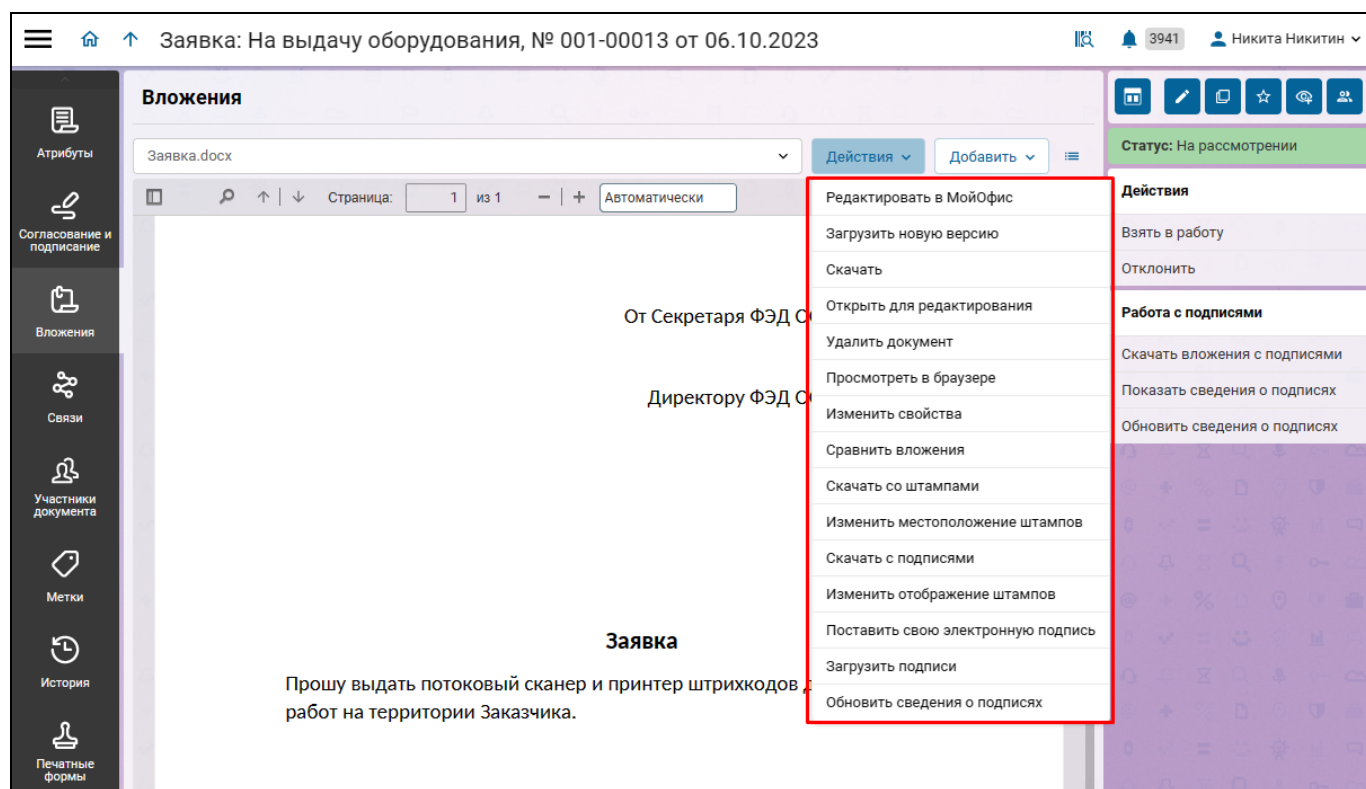 Заявка: На выдачу оборудования, № 001-00013 от 06.10.2023
3941
Никита Никитин
Атрибуты
Согласование и
подписание
Вложения
Связи
Участники
документа
Метки
История
Печатные
формы
Вложения
Заявка.docx
Действия
Добавить
Страница:
1
из 1
Автоматически
От Секретаря ФЭД
Директору ФЭД
Заявка
Прошу выдать потоковый сканер и принтер штрихкодов
работ на территории Заказчика.
Редактировать в МойОфис
Загрузить новую версию
Скачать
Открыть для редактирования
Удалить документ
Просмотреть в браузере
Изменить свойства
Сравнить вложения
Скачать со штампами
Изменить местоположение штампов
Скачать с подписями
Изменить отображение штампов
Поставить свою электронную подпись
Загрузить подписи
Обновить сведения о подписях
Статус: На рассмотрении
Действия
Взять в работу
Отклонить
Работа с подписями
Скачать вложения с подписями
Показать сведения о подписях
Обновить сведения о подписях